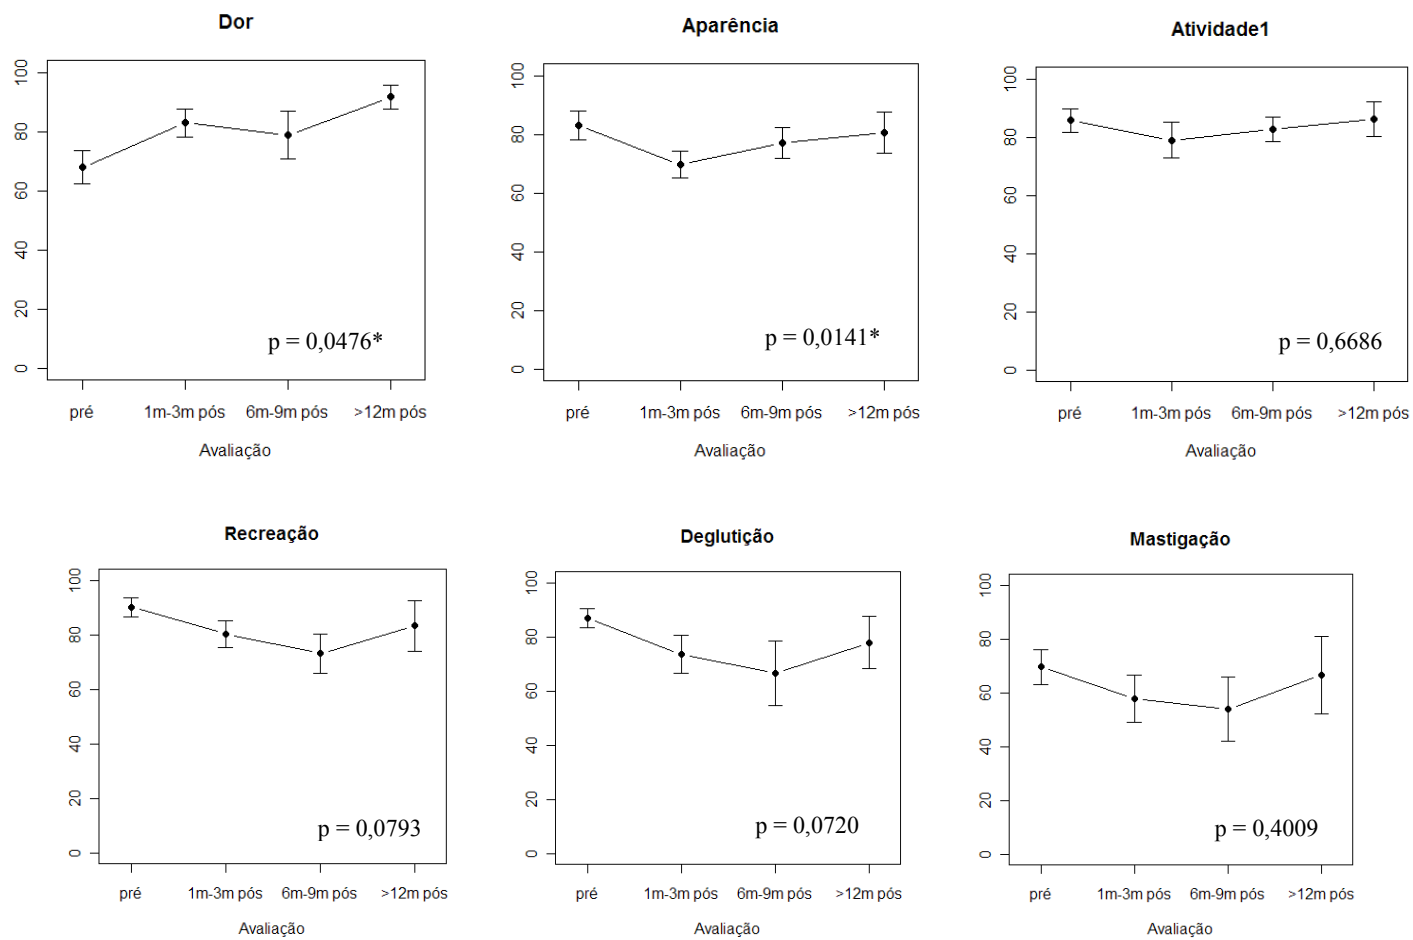 Dor
100
80
60
40
20
0
p = 0,0476*
pré 1m-3m pós 6m-9m pós >12m pós
Avaliação
Aparência
100
80
60
40
20
0
p = 0,0141*
pré 1m-3m pós 6m-9m pós >12m pós
Avaliação
Atividade1
100
80
60
40
20
0
p = 0,6686
pré 1m-3m pós 6m-9m pós >12m pós
Avaliação
Recreação
100
80
60
40
20
0
p = 0,0793
pré 1m-3m pós 6m-9m pós >12m pós
Avaliação
Deglutição
100
80
60
40
20
0
p = 0,0720
pré 1m-3m pós 6m-9m pós >12m pós
Avaliação
Mastigação
100
80
60
40
20
0
p = 0,4009
pré 1m-3m pós 6m-9m pós >12m pós
Avaliação